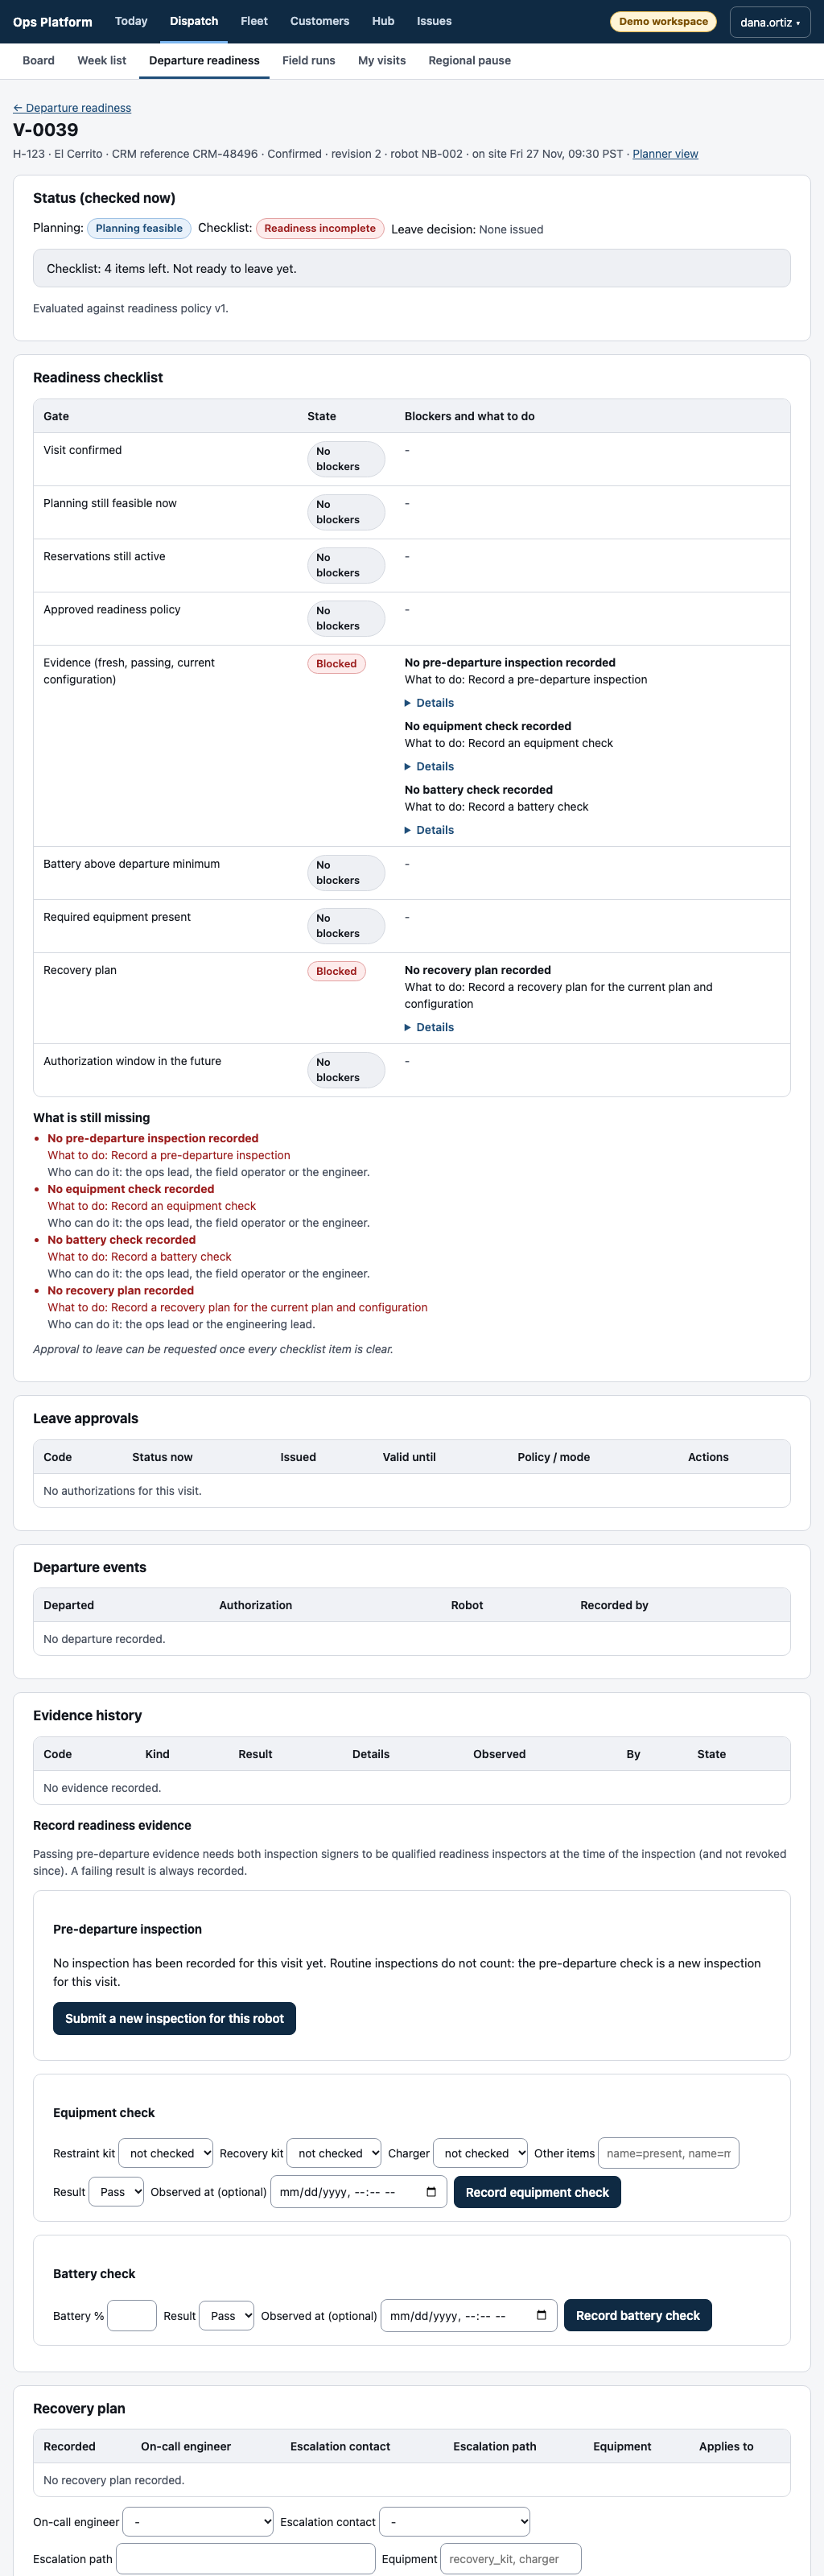 Ops Platform Today Dispatch Fleet Customers Hub Issues Demo workspace dana.ortiz ▾
Board Week list Departure readiness Field runs My visits Regional pause
← Departure readiness
V-0039
H-123 · El Cerrito · CRM reference CRM-48496 · Confirmed · revision 2 · robot NB-002 · on site Fri 27 Nov, 09:30 PST · Planner view
Status (checked now)
Planning: Planning feasible Checklist: Readiness incomplete Leave decision: None issued
Checklist: 4 items left. Not ready to leave yet.
Evaluated against readiness policy v1.
Readiness checklist
Gate State Blockers and what to do
Visit confirmed No blockers -
Planning still feasible now No blockers -
Reservations still active No blockers -
Approved readiness policy No blockers -
Evidence (fresh, passing, current configuration) Blocked No pre-departure inspection recorded
What to do: Record a pre-departure inspection
▶ Details
No equipment check recorded
What to do: Record an equipment check
▶ Details
No battery check recorded
What to do: Record a battery check
▶ Details
Battery above departure minimum No blockers -
Required equipment present No blockers -
Recovery plan Blocked No recovery plan recorded
What to do: Record a recovery plan for the current plan and
configuration
▶ Details
Authorization window in the future No blockers -
What is still missing
• No pre-departure inspection recorded
What to do: Record a pre-departure inspection
Who can do it: the ops lead, the field operator or the engineer.
• No equipment check recorded
What to do: Record an equipment check
Who can do it: the ops lead, the field operator or the engineer.
• No battery check recorded
What to do: Record a battery check
Who can do it: the ops lead, the field operator or the engineer.
• No recovery plan recorded
What to do: Record a recovery plan for the current plan and configuration
Who can do it: the ops lead or the engineering lead.
Approval to leave can be requested once every checklist item is clear.
Leave approvals
Code Status now Issued Valid until Policy / mode Actions
No authorizations for this visit.
Departure events
Departed Authorization Robot Recorded by
No departure recorded.
Evidence history
Code Kind Result Details Observed By State
No evidence recorded.
Record readiness evidence
Passing pre-departure evidence needs both inspection signers to be qualified readiness inspectors at the time of the inspection (and not revoked
since). A failing result is always recorded.
Pre-departure inspection
No inspection has been recorded for this visit yet. Routine inspections do not count: the pre-departure check is a new inspection
for this visit.
Submit a new inspection for this robot
Equipment check
Restraint kit not checked Recovery kit not checked Charger not checked Other items name=present, name=m
Result Pass Observed at (optional) mm/dd/yyyy, --:-- -- Record equipment check
Battery check
Battery % Result Pass Observed at (optional) mm/dd/yyyy, --:-- -- Record battery check
Recovery plan
Recorded On-call engineer Escalation contact Escalation path Equipment Applies to
No recovery plan recorded.
On-call engineer - Escalation contact -
Escalation path Equipment recovery_kit, charger